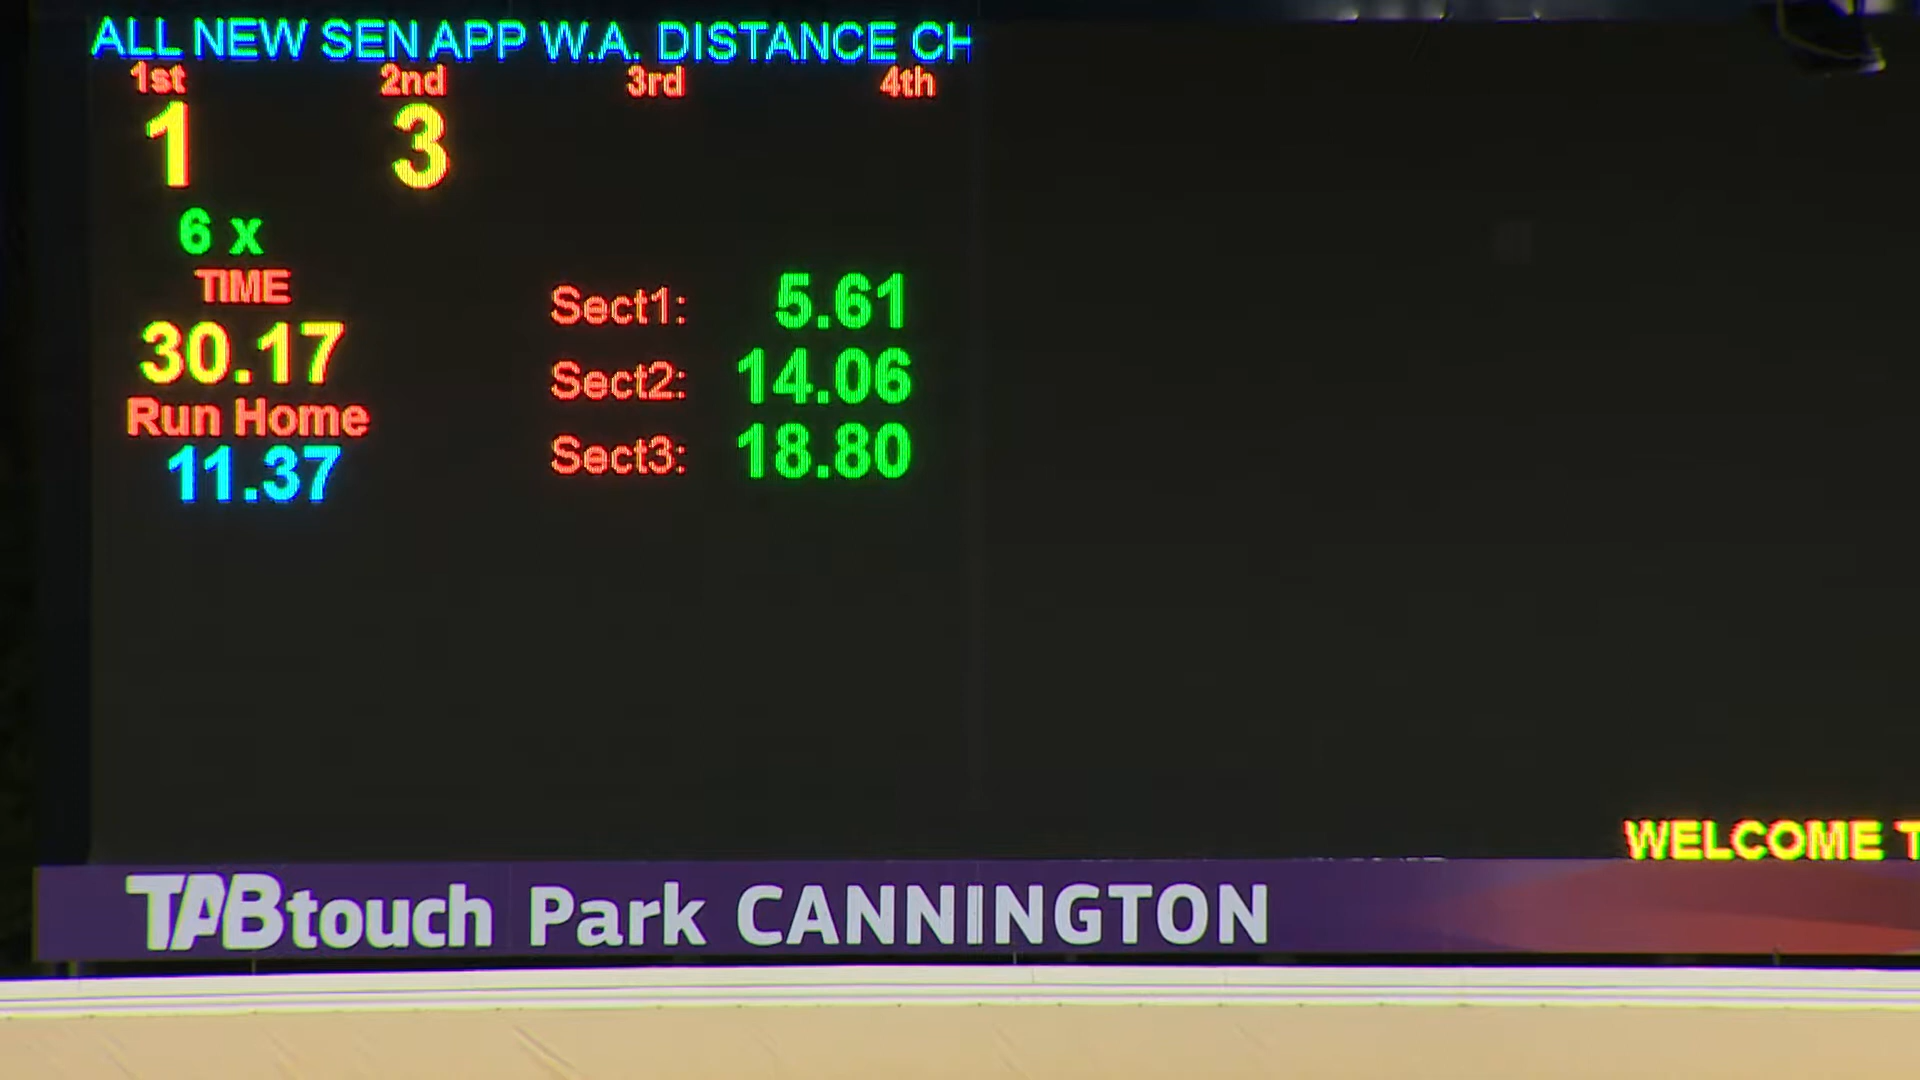 ALL NEW SEN APP W.A. DISTANCE CH
1st 2nd 3rd 4th
1 3
6 x
TIME
30.17
Run Home
11.37
Sect1: 5.61
Sect2: 14.06
Sect3: 18.80
WELCOME T
TABtouch Park CANNINGTON